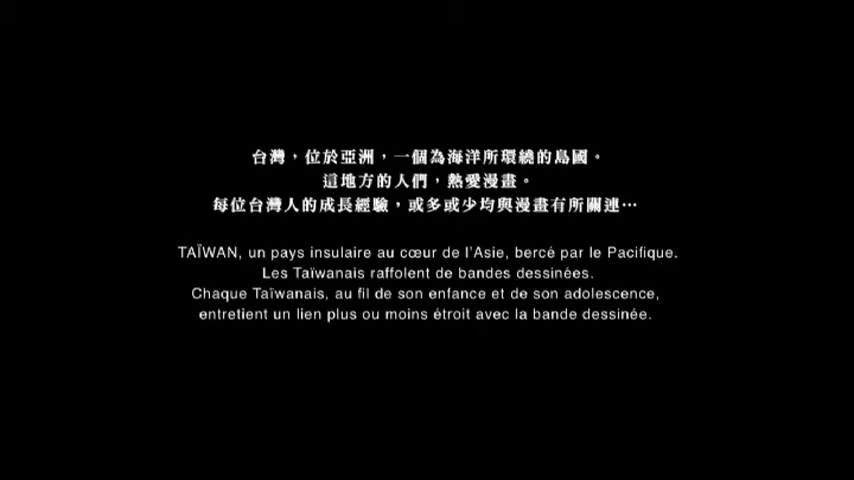 台灣，位於亞洲，一個為海洋所環繞的島國。
這地方的人們，熱愛漫畫。
每位台灣人的成長經驗，或多或少均與漫畫有所關連…
TAÏWAN, un pays insulaire au cœur de l'Asie, bercé par le Pacifique.
Les Taïwanais raffolent de bandes dessinées.
Chaque Taïwanais, au fil de son enfance et de son adolescence,
entretient un lien plus ou moins étroit avec la bande dessinée.